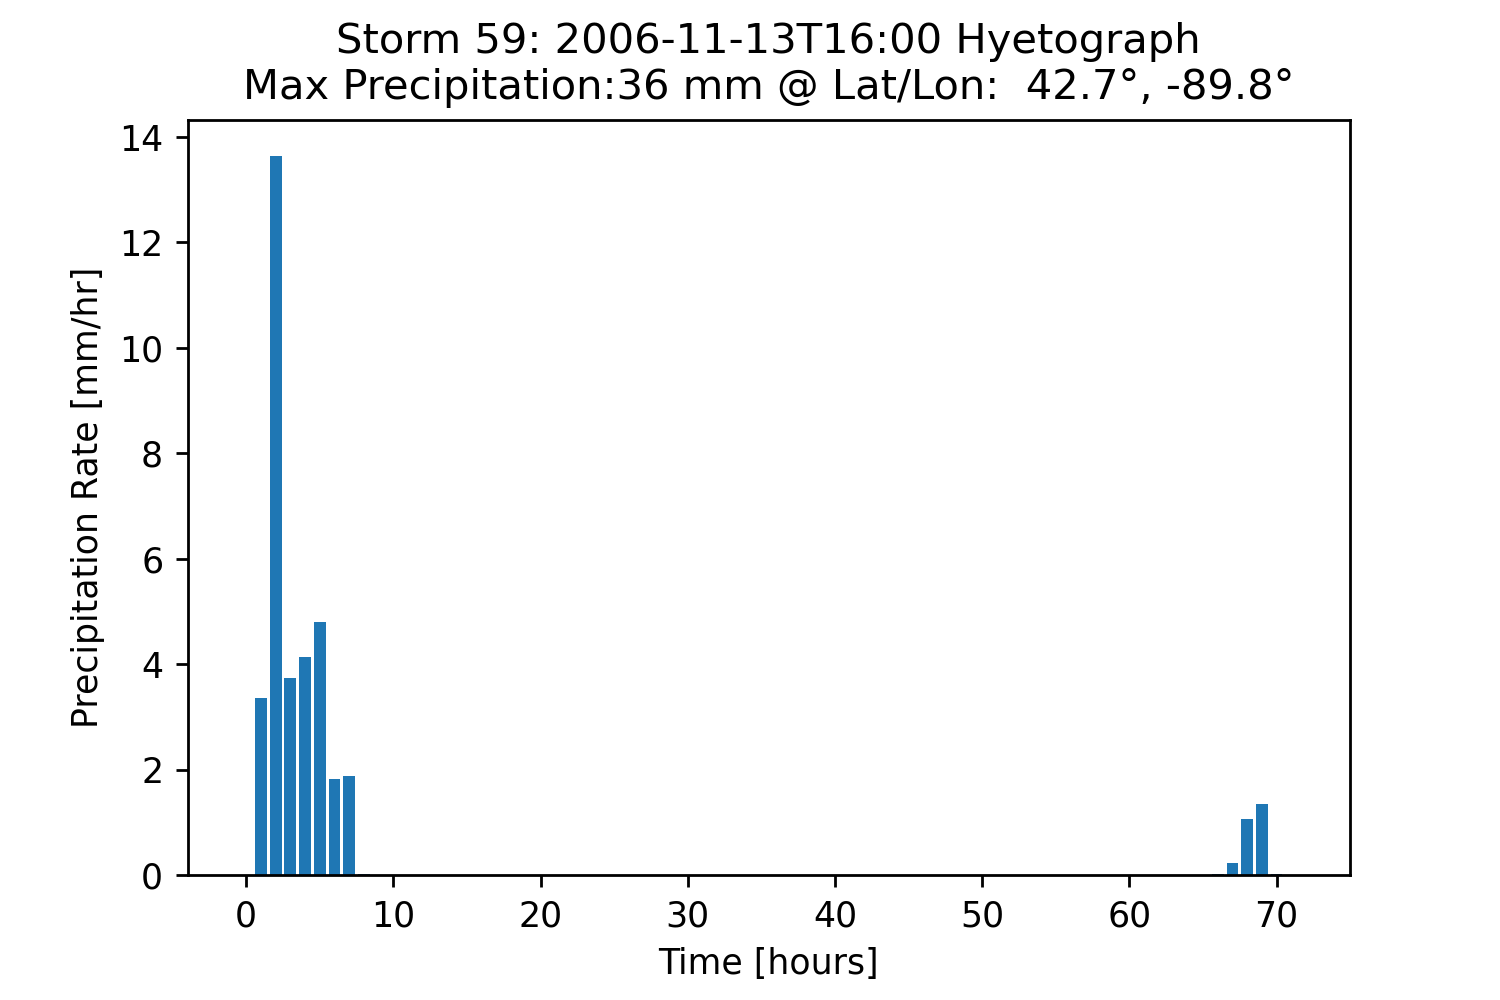 Storm 59: 2006-11-13T16:00 Hyetograph
Max Precipitation:36 mm @ Lat/Lon:  42.7°, -89.8°
Precipitation Rate [mm/hr]
14
12
10
8
6
4
2
0
0 10 20 30 40 50 60 70
Time [hours]